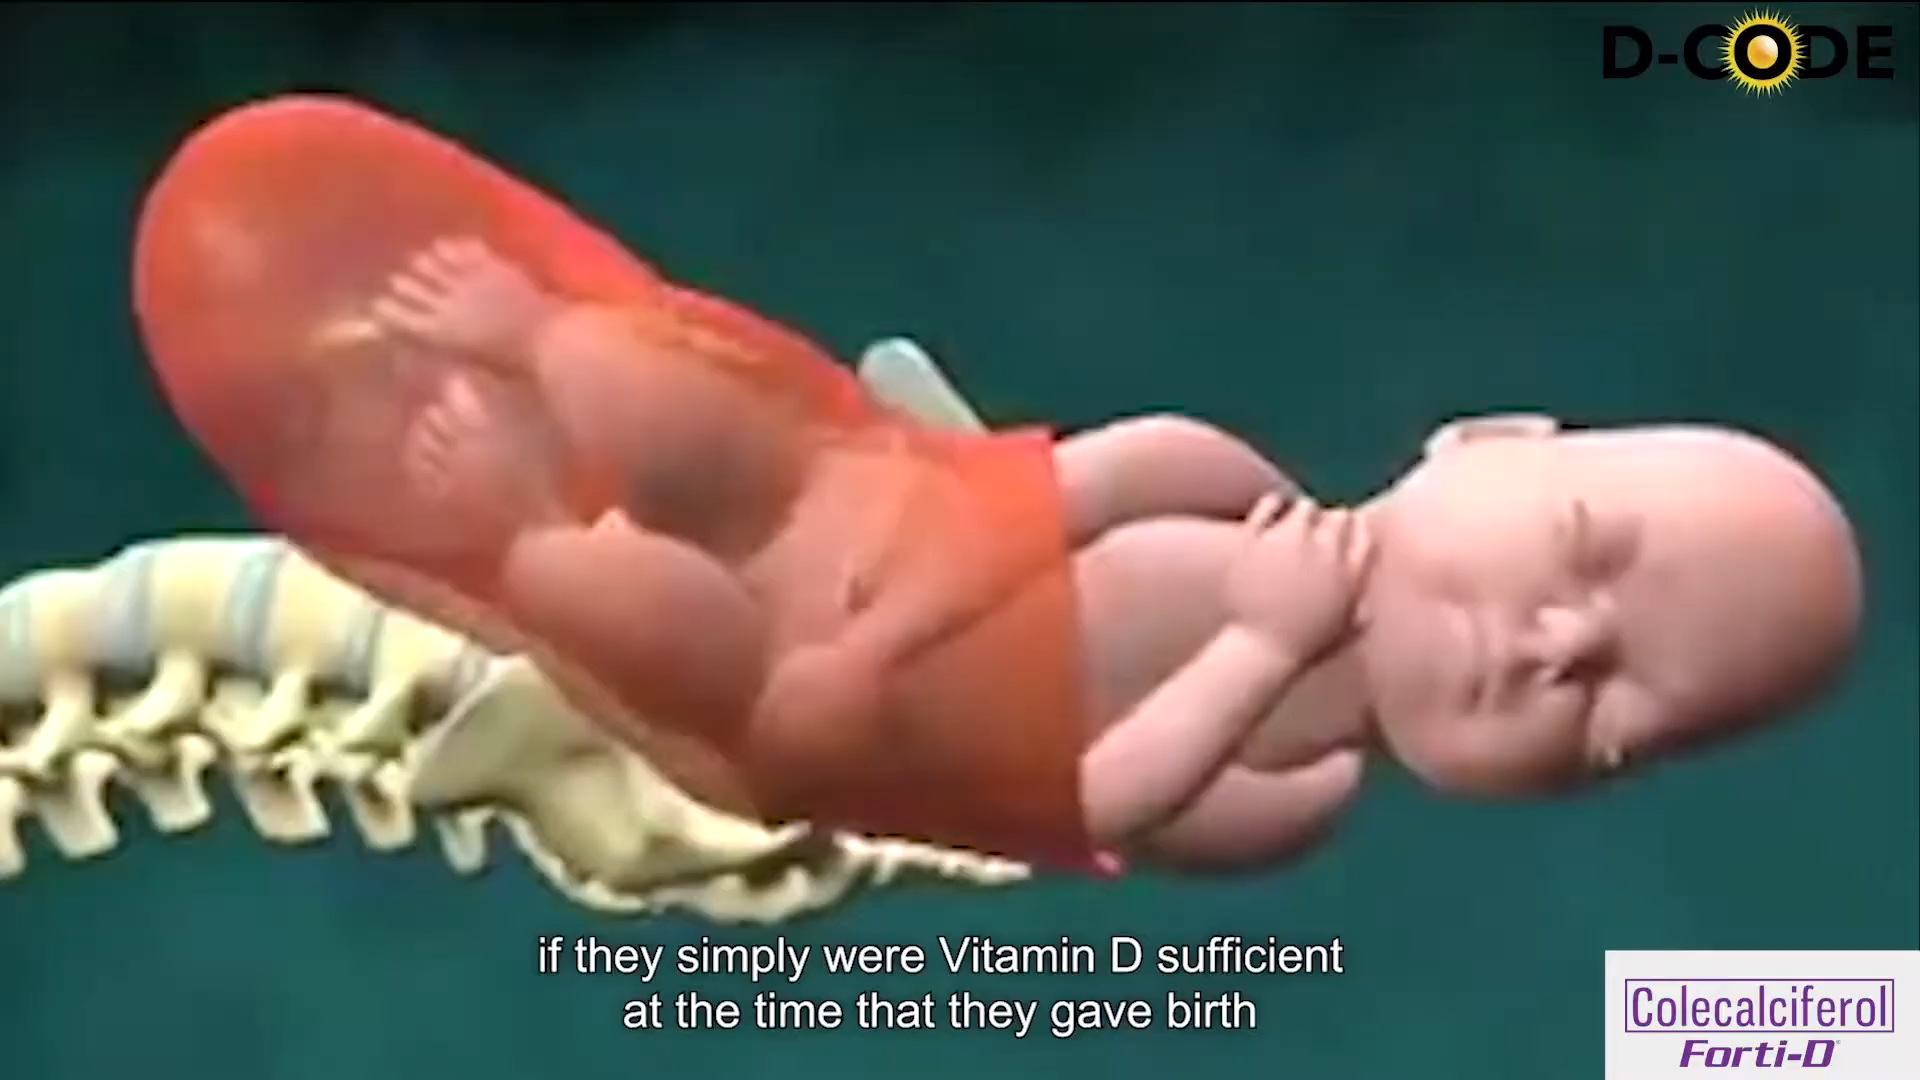 D-CODE
if they simply were Vitamin D sufficient
at the time that they gave birth
Colecalciferol
Forti-D